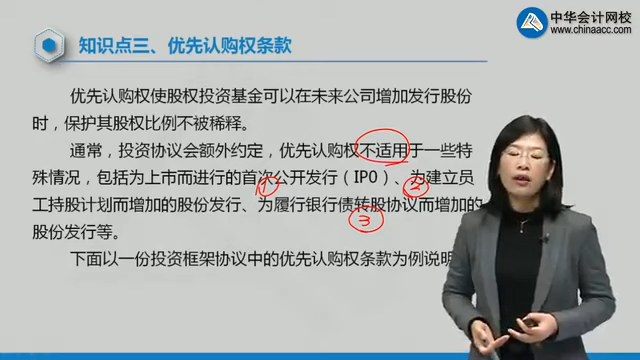 中华会计网校
www.chinaacc.com
知识点三、优先认购权条款
优先认购权使股权投资基金可以在未来公司增加发行股份
时，保护其股权比例不被稀释。
通常，投资协议会额外约定，优先认购权不适用于一些特
殊情况，包括为上市而进行的首次公开发行（IPO）、为建立员
①
②
工持股计划而增加的股份发行、为履行银行债转股协议而增加的
③
股份发行等。
下面以一份投资框架协议中的优先认购权条款为例说明